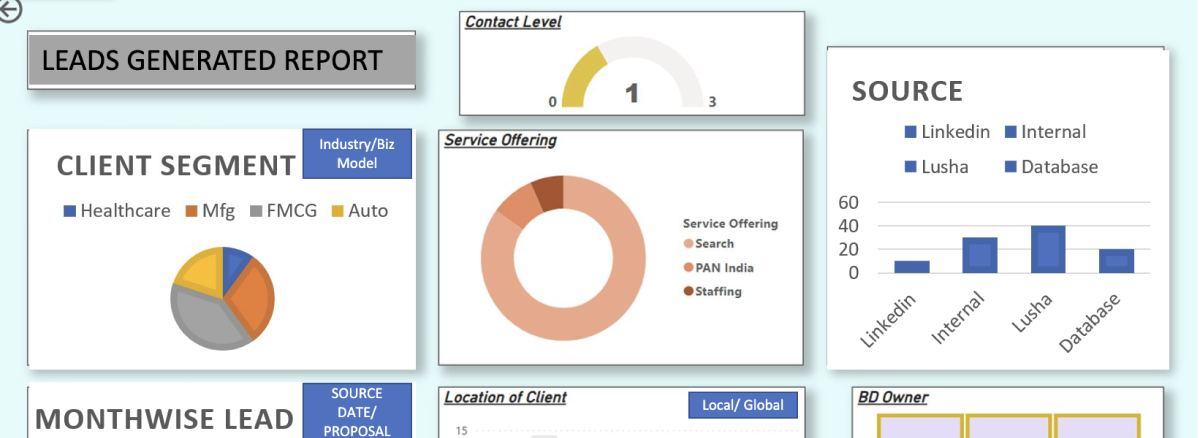 LEADS GENERATED REPORT
Contact Level
0
1
3
CLIENT SEGMENT
Industry/Biz
Model
Healthcare Mfg FMCG Auto
Service Offering
Service Offering
Search
PAN India
Staffing
SOURCE
Linkedin Internal
Lusha Database
60
40
20
0
Linkedin
Internal
Lusha
Database
MONTHWISE LEAD
SOURCE
DATE/
PROPOSAL
Location of Client
Local/ Global
15
BD Owner